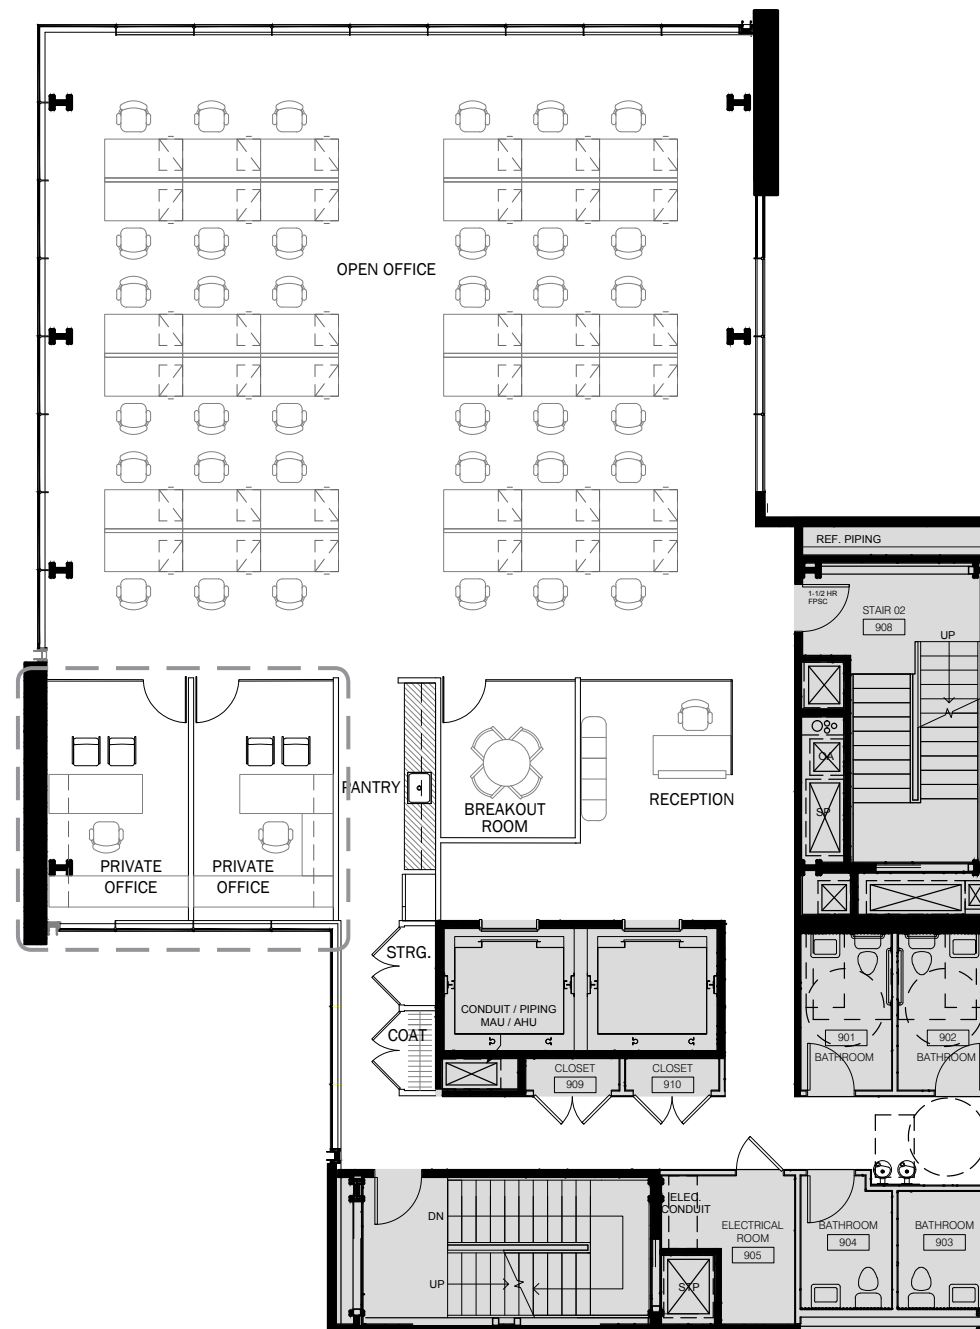 OPEN OFFICE
REF. PIPING
1-1/2 HR
FPSC
STAIR 02
908
UP
OA
SP
PANTRY
BREAKOUT
ROOM
RECEPTION
PRIVATE
OFFICE
PRIVATE
OFFICE
STRG.
COAT
CONDUIT / PIPING
MAU / AHU
CLOSET
909
CLOSET
910
901
BATHROOM
902
BATHROOM
DN
UP
ELEC.
CONDUIT
ELECTRICAL
ROOM
905
STP
BATHROOM
904
BATHROOM
903